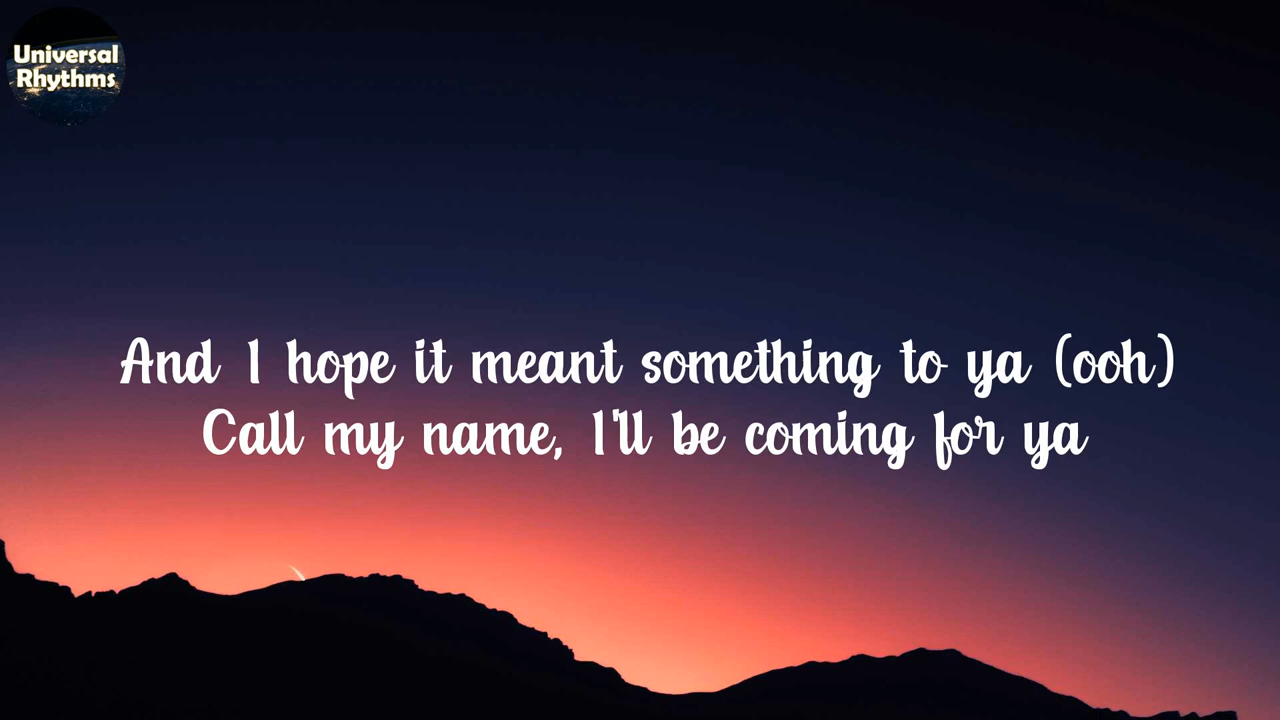 Universal
Rhythms
And I hope it meant something to ya (ooh)
Call my name, I'll be coming for ya